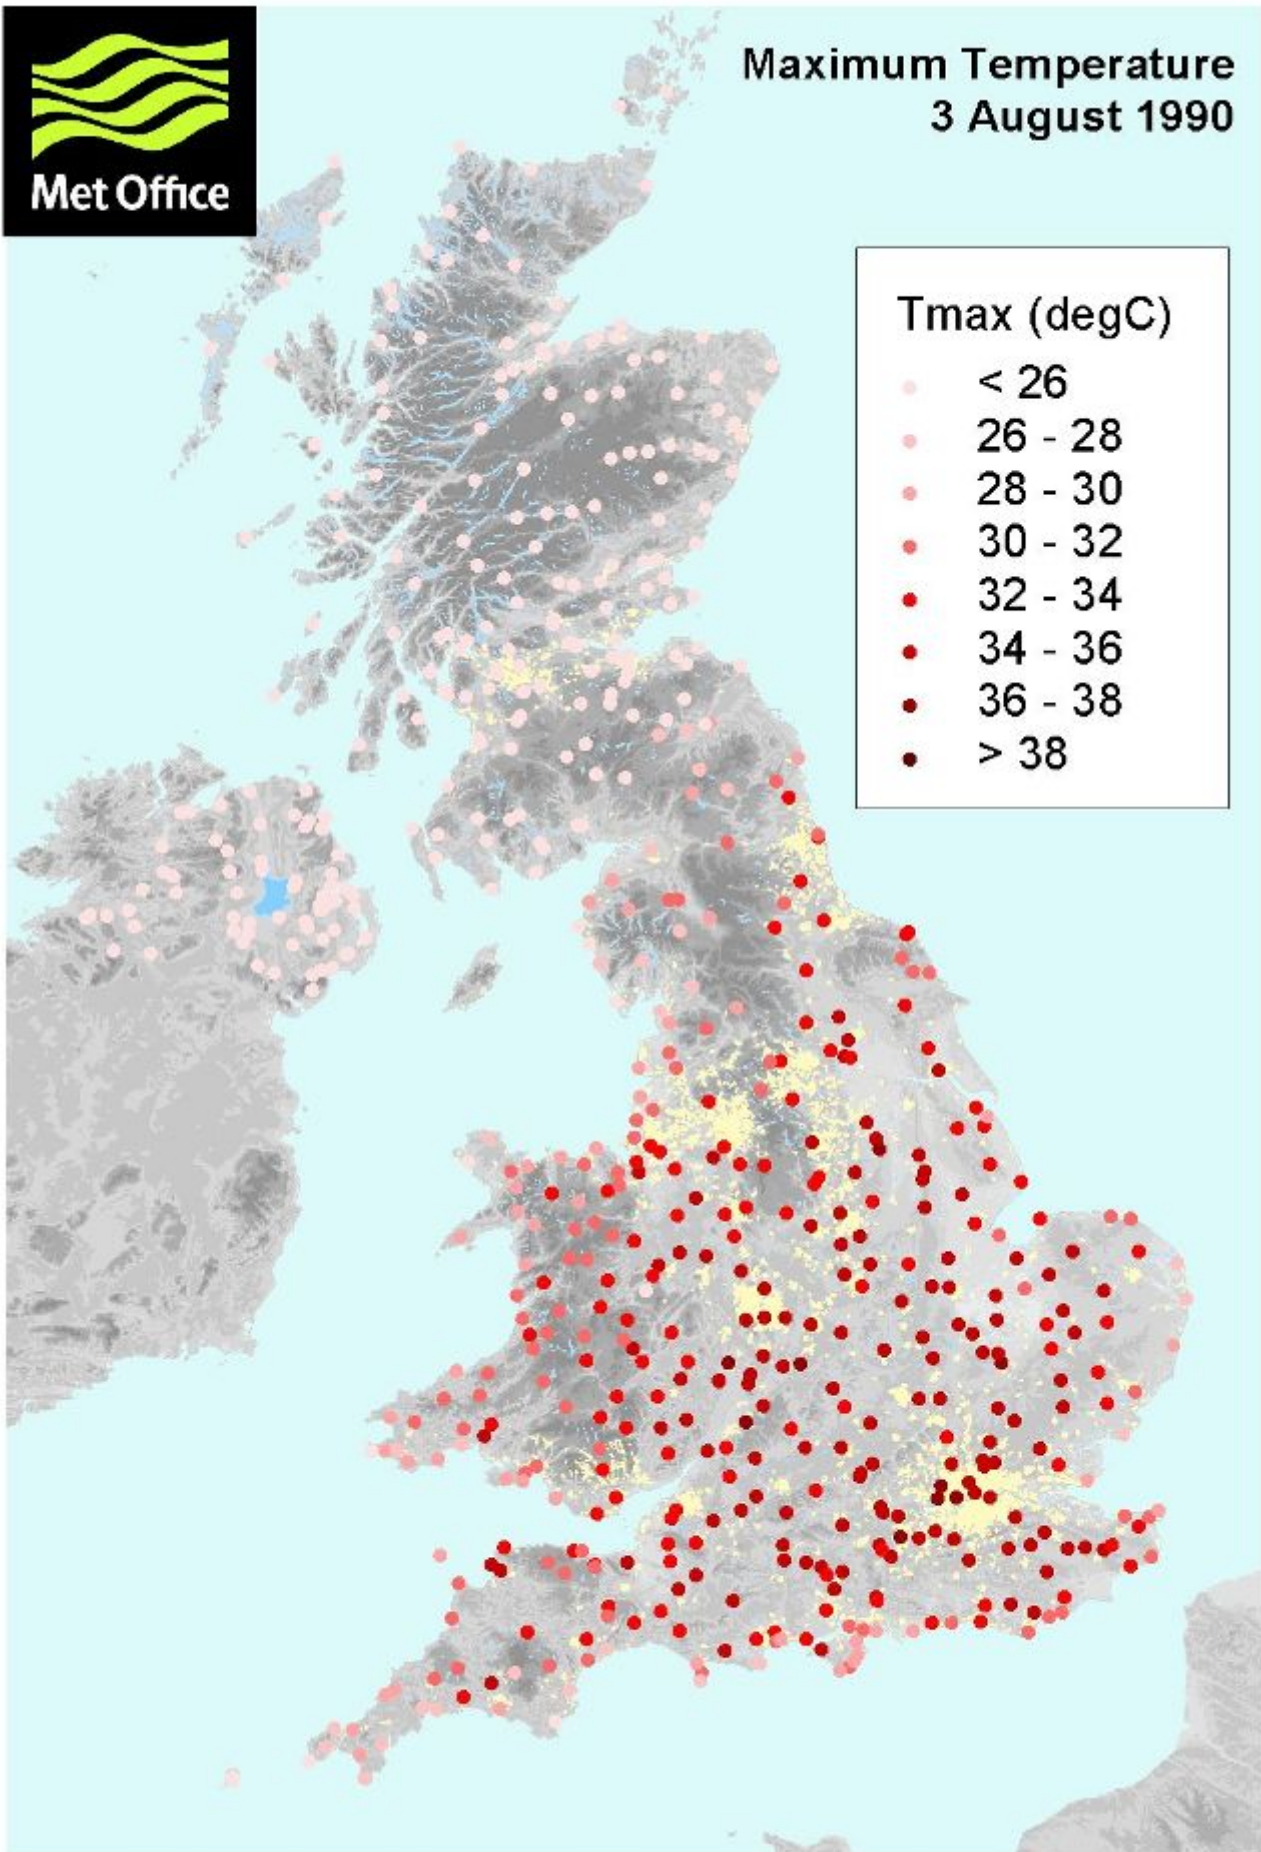 Met Office
Maximum Temperature
3 August 1990
Tmax (degC)
< 26
26 - 28
28 - 30
30 - 32
32 - 34
34 - 36
36 - 38
> 38